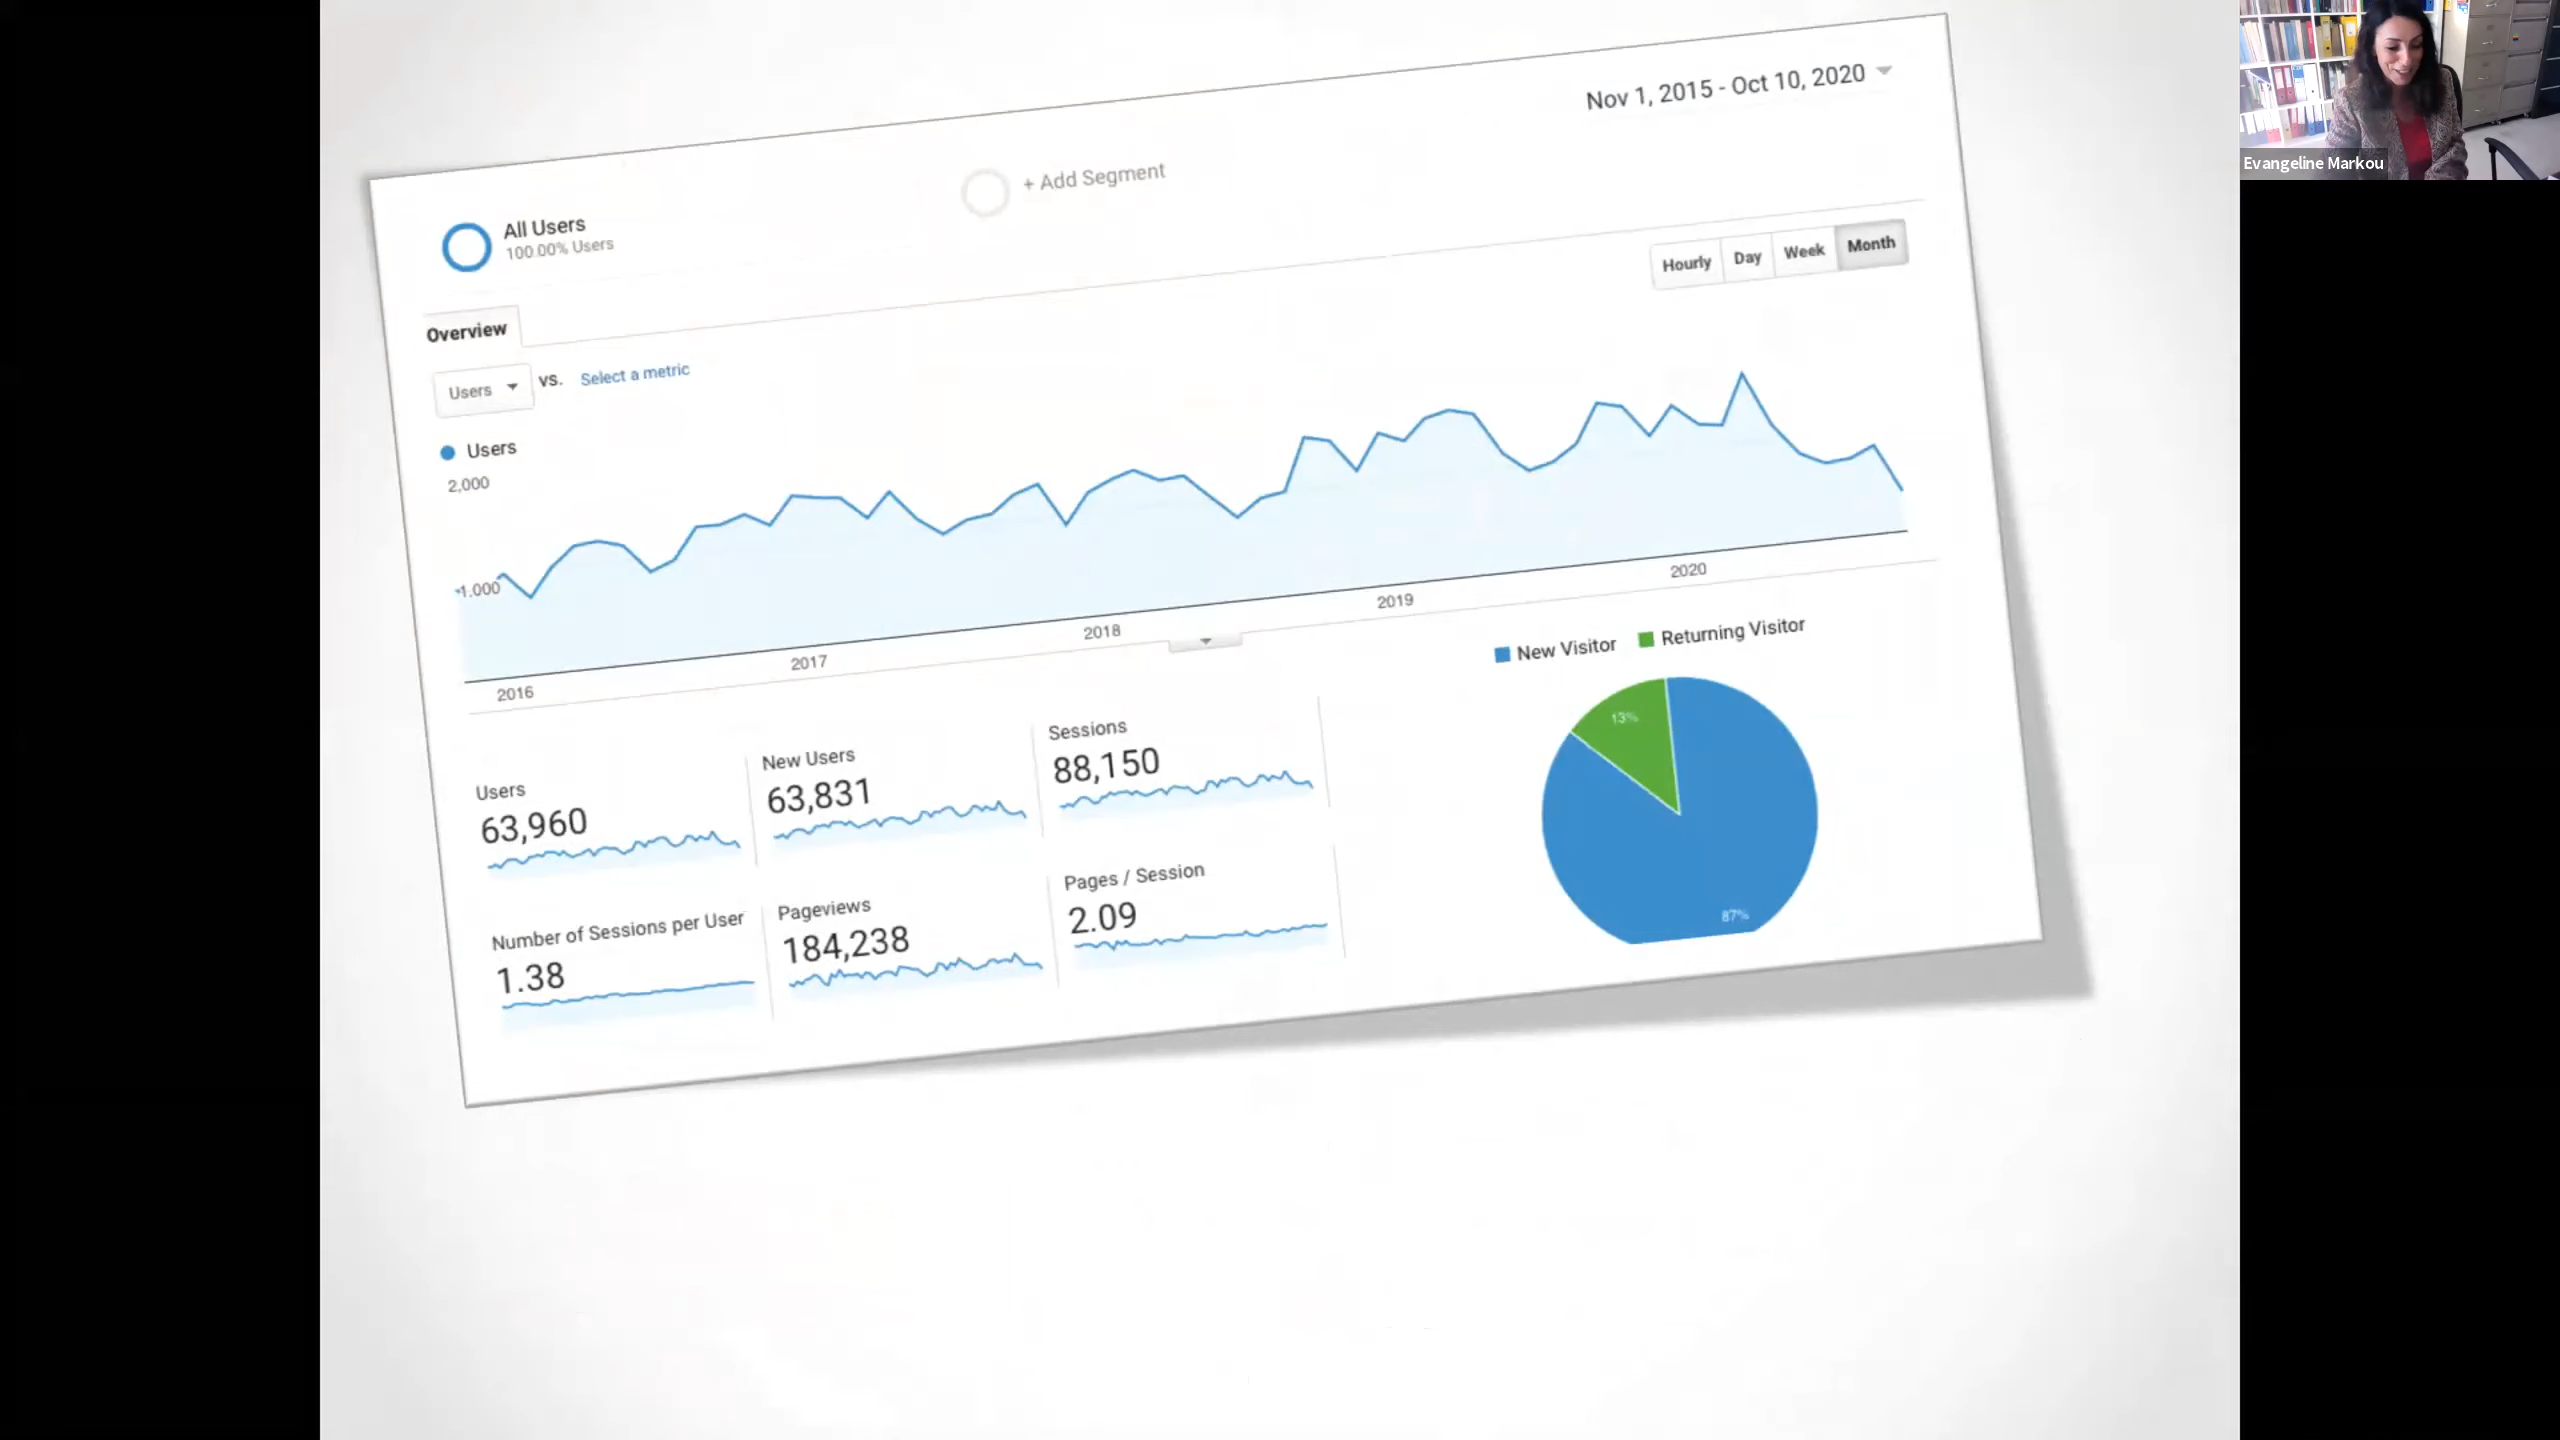 Evangeline Markou
Nov 1, 2015 - Oct 10, 2020
All Users
100.00% Users
+ Add Segment
Hourly Day Week Month
Overview
Users vs. Select a metric
Users
2,000
1,000
2016 2017 2018 2019 2020
New Visitor Returning Visitor
13%
87%
Users
63,960
New Users
63,831
Sessions
88,150
Number of Sessions per User
1.38
Pageviews
184,238
Pages / Session
2.09